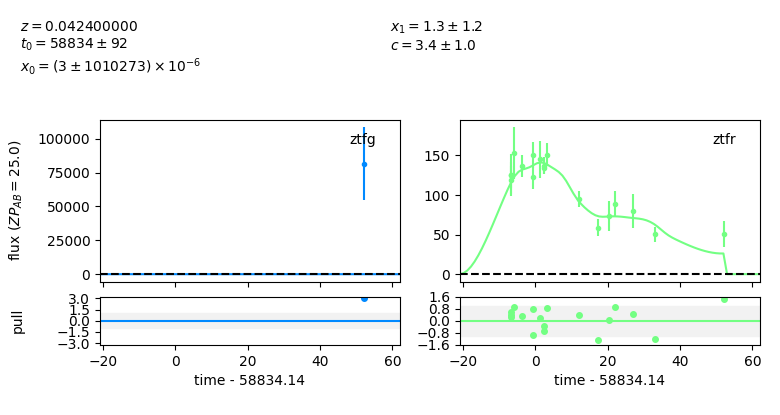 z = 0.042400000
t₀ = 58834 ± 92
x₀ = (3 ± 1010273) × 10⁻⁶
x₁ = 1.3 ± 1.2
c = 3.4 ± 1.0
flux (ZP_AB = 25.0)
ztfg
100000
75000
50000
25000
0
ztfr
150
100
50
0
pull
3.0
1.5
0.0
−1.5
−3.0
−20 0 20 40 60
time - 58834.14
1.6
0.8
0.0
−0.8
−1.6
−20 0 20 40 60
time - 58834.14